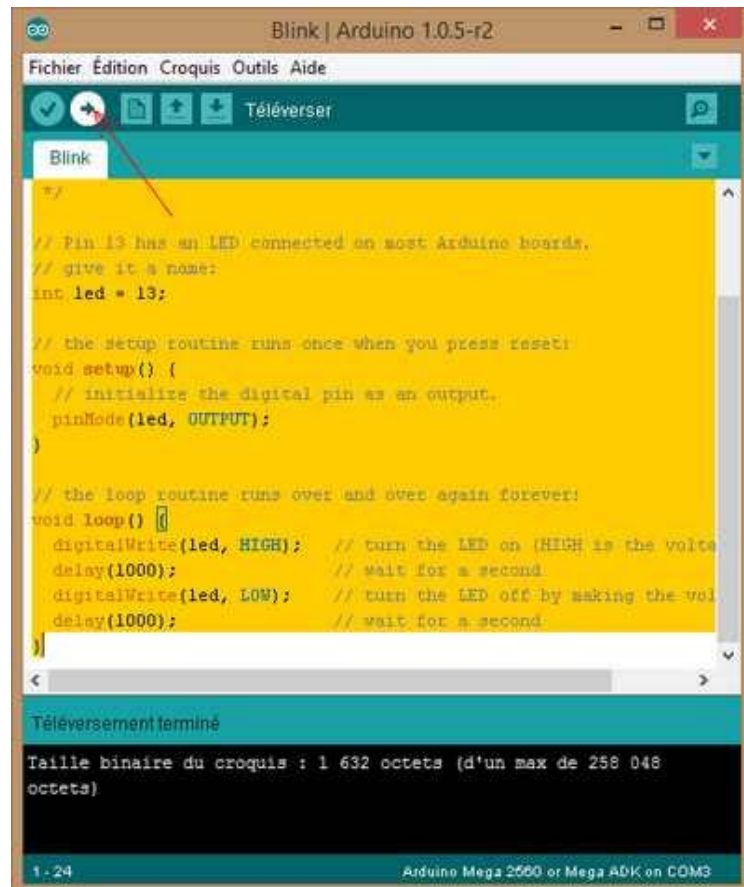 Blink | Arduino 1.0.5-r2
Fichier Édition Croquis Outils Aide
Téléverser
Blink
*/
// Pin 13 has an LED connected on most Arduino boards.
// give it a name:
int led = 13;
// the setup routine runs once when you press reset:
void setup() {
// initialize the digital pin as an output.
pinMode(led, OUTPUT);
}
// the loop routine runs over and over again forever:
void loop() {
digitalWrite(led, HIGH); // turn the LED on (HIGH is the volta
delay(1000); // wait for a second
digitalWrite(led, LOW); // turn the LED off by making the vol
delay(1000); // wait for a second
}
Téléversement terminé
Taille binaire du croquis : 1 632 octets (d'un max de 258 048
octets)
1 - 24 Arduino Mega 2560 or Mega ADK on COM3